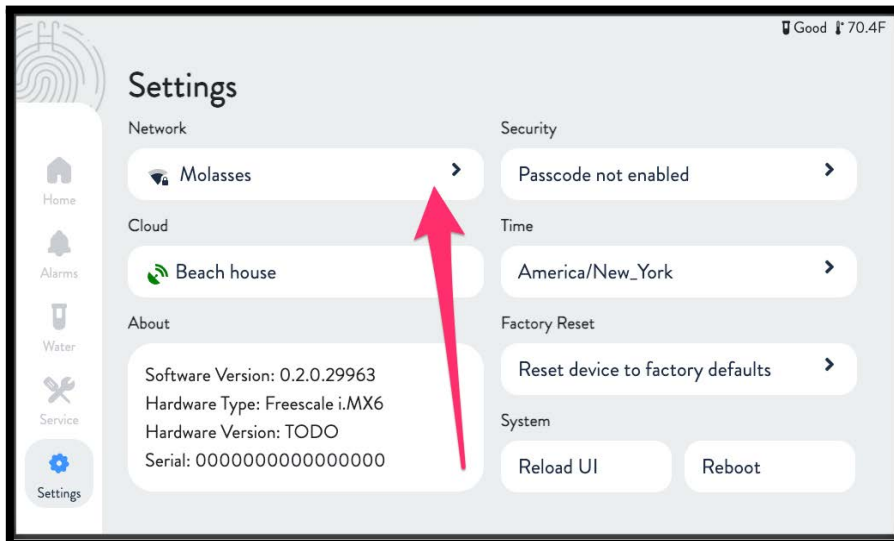 Good 70.4F
Settings
Network
Molasses
Cloud
Beach house
About
Software Version: 0.2.0.29963
Hardware Type: Freescale i.MX6
Hardware Version: TODO
Serial: 0000000000000000
Security
Passcode not enabled
Time
America/New_York
Factory Reset
Reset device to factory defaults
System
Reload UI
Reboot
Home
Alarms
Water
Service
Settings